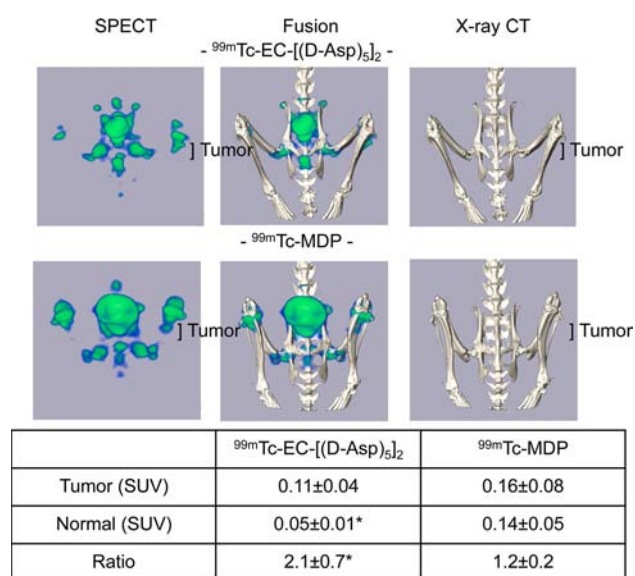 SPECT Fusion X-ray CT
- ⁹⁹ᵐTc-EC-[(D-Asp)₅]₂ -
] Tumor ] Tumor
- ⁹⁹ᵐTc-MDP -
] Tumor ] Tumor
⁹⁹ᵐTc-EC-[(D-Asp)₅]₂ ⁹⁹ᵐTc-MDP
Tumor (SUV) 0.11±0.04 0.16±0.08
Normal (SUV) 0.05±0.01* 0.14±0.05
Ratio 2.1±0.7* 1.2±0.2